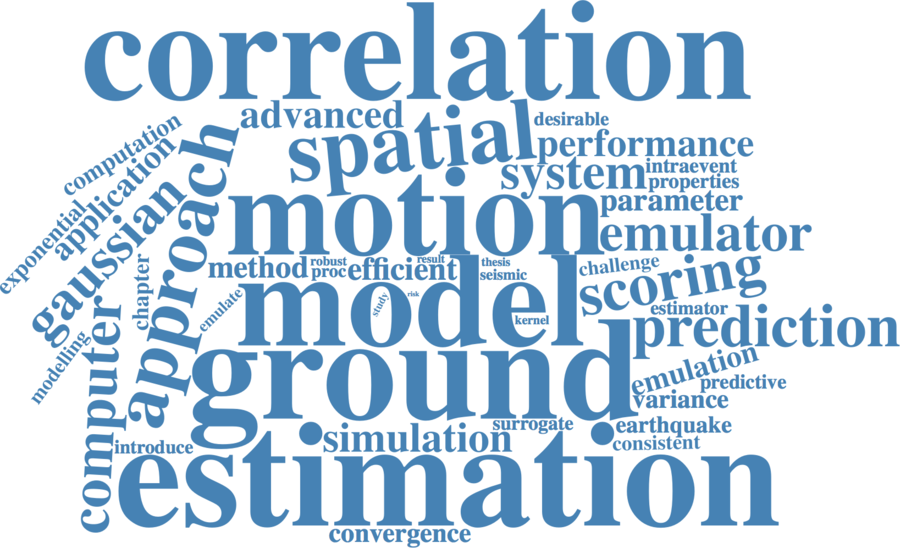 correlation
advanced
spatial
desirable
performance
computation
application
approach
system
intraevent
properties
motion
parameter
gaussian
exponential
emulator
method
robust
proc
efficient
result
thesis
seismic
challenge
scoring
chapter
emulate
model
study
risk
kernel
estimator
prediction
modelling
computer
ground
emulation
predictive
variance
surrogate
earthquake
introduce
simulation
consistent
estimation
convergence